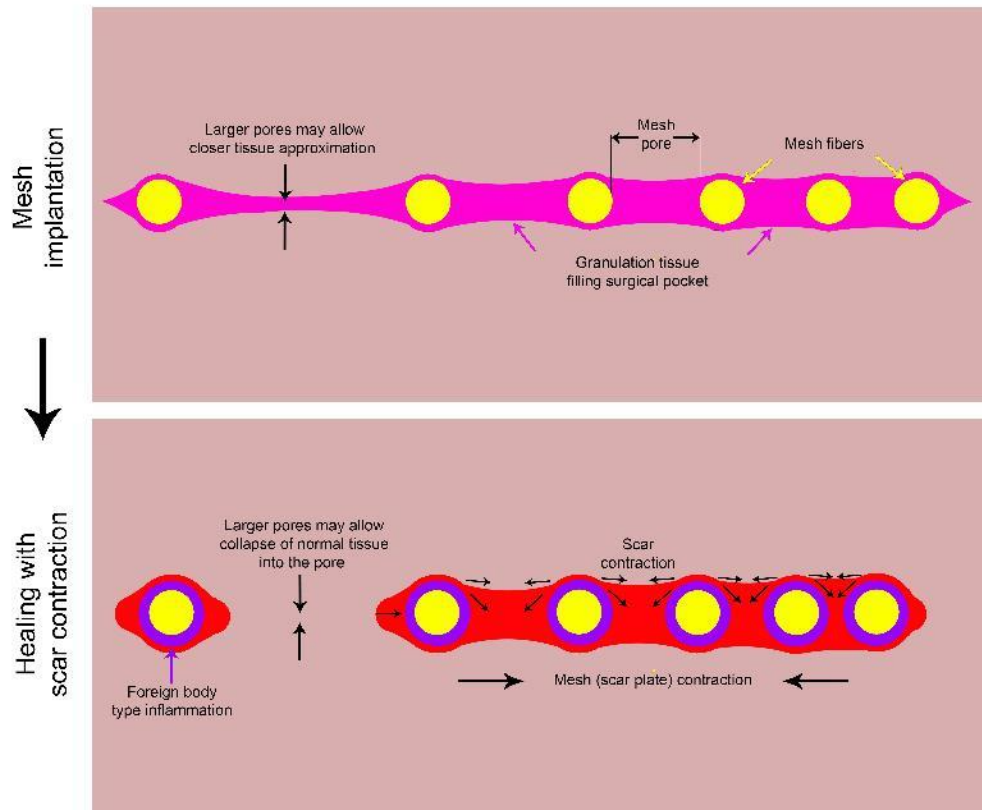 Mesh
implantation
Larger pores may allow
closer tissue approximation
Mesh
pore
Mesh fibers
Granulation tissue
filling surgical pocket
Healing with
scar contraction
Larger pores may allow
collapse of normal tissue
into the pore
Scar
contraction
Foreign body
type inflammation
Mesh (scar plate) contraction